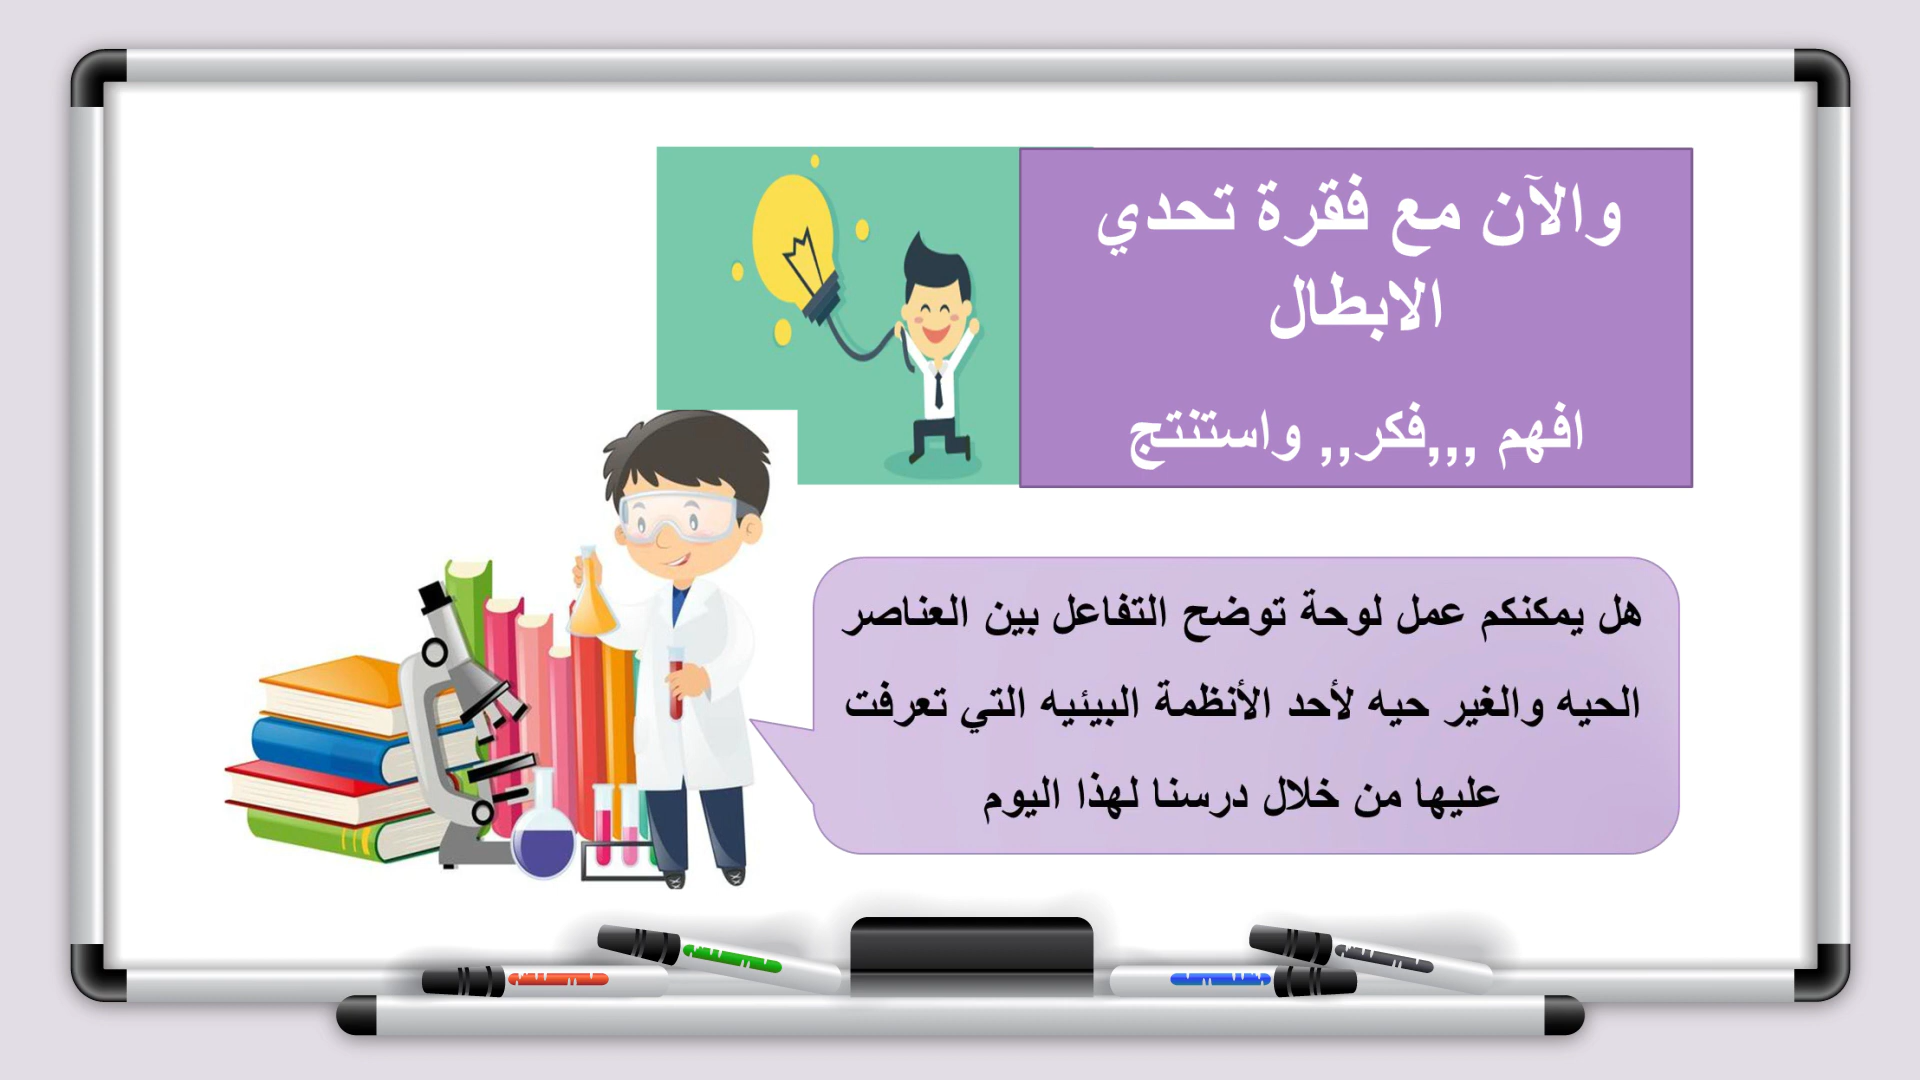 والآن مع فقرة تحدي
الابطال
افهم ,,,فكر,, واستنتج
هل يمكنكم عمل لوحة توضح التفاعل بين العناصر
الحيه والغير حيه لأحد الأنظمة البيئيه التي تعرفت
عليها من خلال درسنا لهذا اليوم